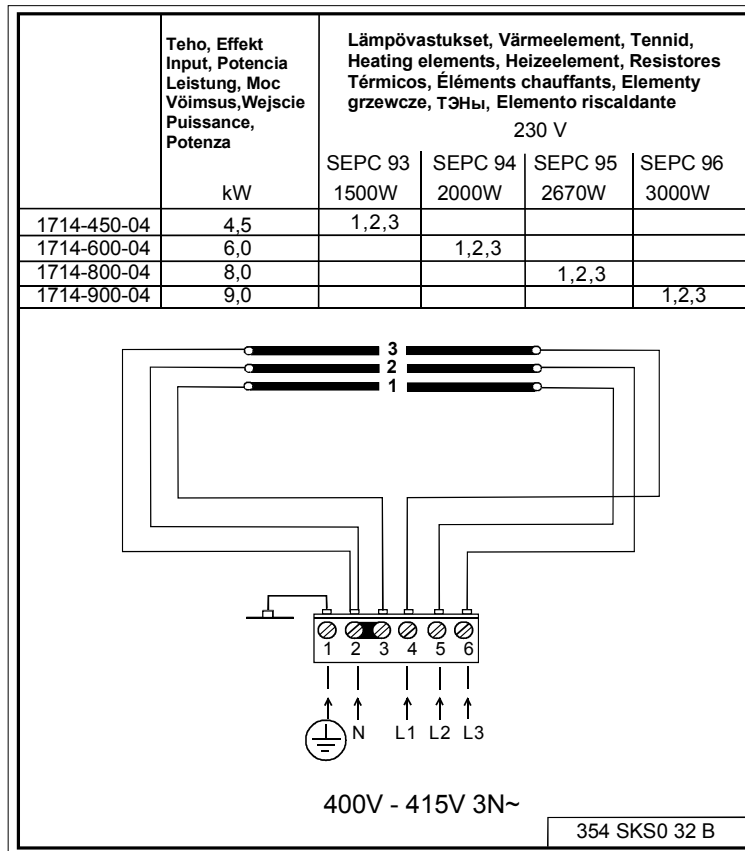 Teho, Effekt
Input, Potencia
Leistung, Moc
Vöimsus,Wejscie
Puissance,
Potenza
kW
Lämpövastukset, Värmeelement, Tennid,
Heating elements, Heizeelement, Resistores
Térmicos, Éléments chauffants, Elementy
grzewcze, ТЭНы, Elemento riscaldante
230 V
SEPC 93 SEPC 94 SEPC 95 SEPC 96
1500W 2000W 2670W 3000W
1714-450-04 4,5 1,2,3
1714-600-04 6,0 1,2,3
1714-800-04 8,0 1,2,3
1714-900-04 9,0 1,2,3
3
2
1
1 2 3 4 5 6
N L1 L2 L3
400V - 415V 3N~
354 SKS0 32 B